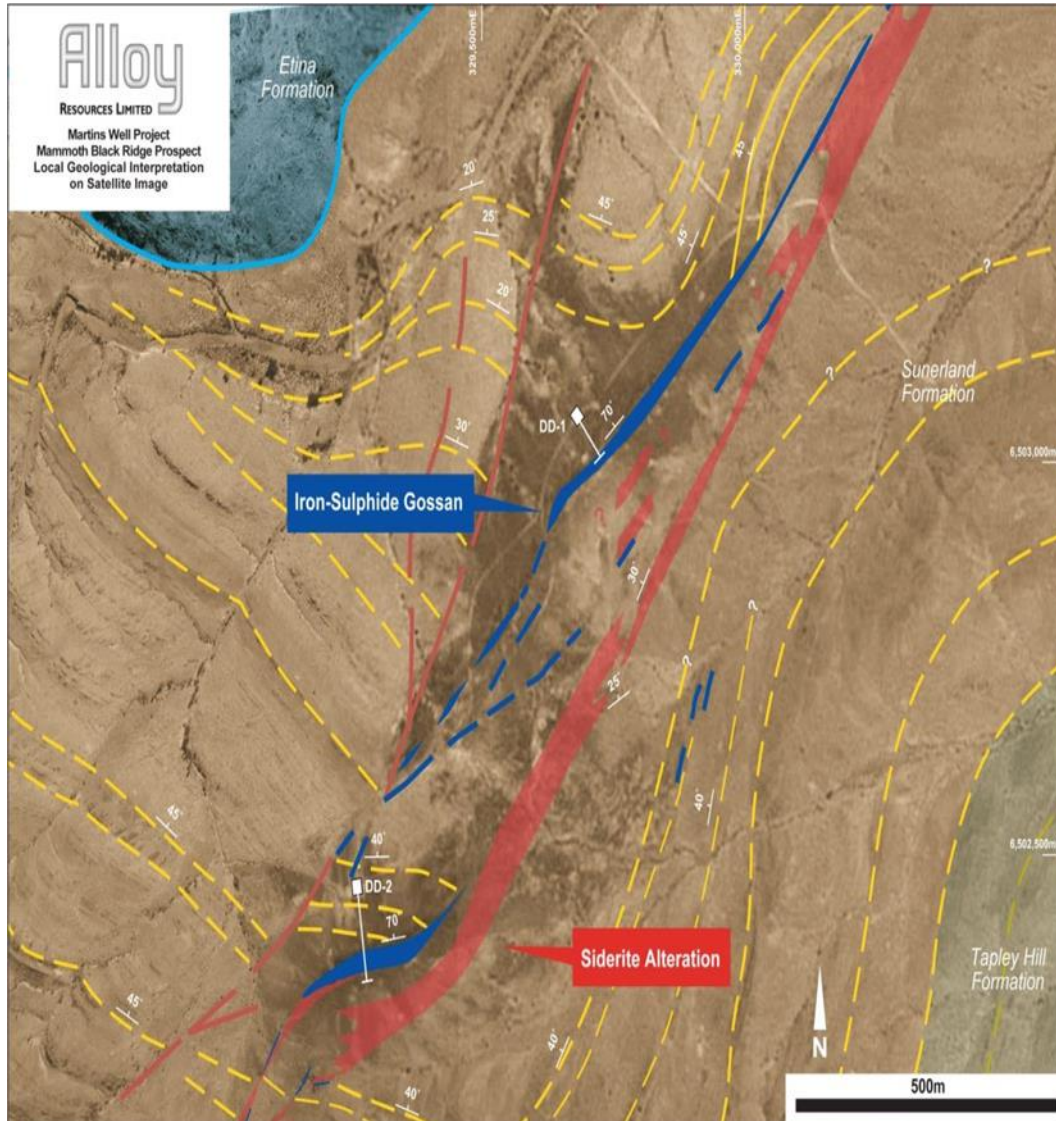 Alloy
RESOURCES LIMITED
Martins Well Project
Mammoth Black Ridge Prospect
Local Geological Interpretation
on Satellite Image
Etina
Formation
329,500mE
330,000mE
20°
25°
20°
30°
45°
45°
45°
Sunerland
Formation
DD-1
70°
6,503,000m
Iron-Sulphide Gossan
?
?
?
30°
25°
?
?
40°
45°
40°
DD-2
70°
6,502,500m
Siderite Alteration
Tapley Hill
Formation
45°
40°
40°
N
500m